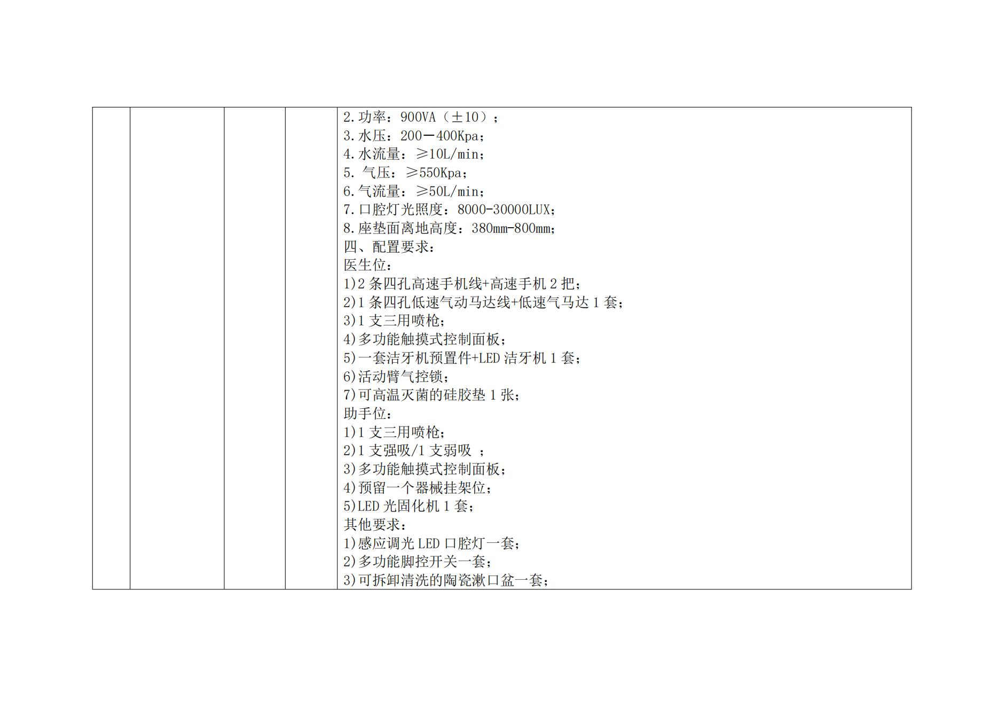 2.功率：900VA（±10）；
3.水压：200－400Kpa；
4.水流量：≥10L/min；
5. 气压：≥550Kpa；
6.气流量：≥50L/min；
7.口腔灯光照度：8000-30000LUX；
8.座垫面离地高度：380mm-800mm；
四、配置要求：
医生位：
1)2 条四孔高速手机线+高速手机 2 把；
2)1 条四孔低速气动马达线+低速气马达 1 套；
3)1 支三用喷枪；
4)多功能触摸式控制面板；
5)一套洁牙机预置件+LED 洁牙机 1 套；
6)活动臂气控锁；
7)可高温灭菌的硅胶垫 1 张；
助手位：
1)1 支三用喷枪；
2)1 支强吸/1 支弱吸 ；
3)多功能触摸式控制面板；
4)预留一个器械挂架位；
5)LED 光固化机 1 套；
其他要求：
1)感应调光 LED 口腔灯一套；
2)多功能脚控开关一套；
3)可拆卸清洗的陶瓷漱口盆一套；